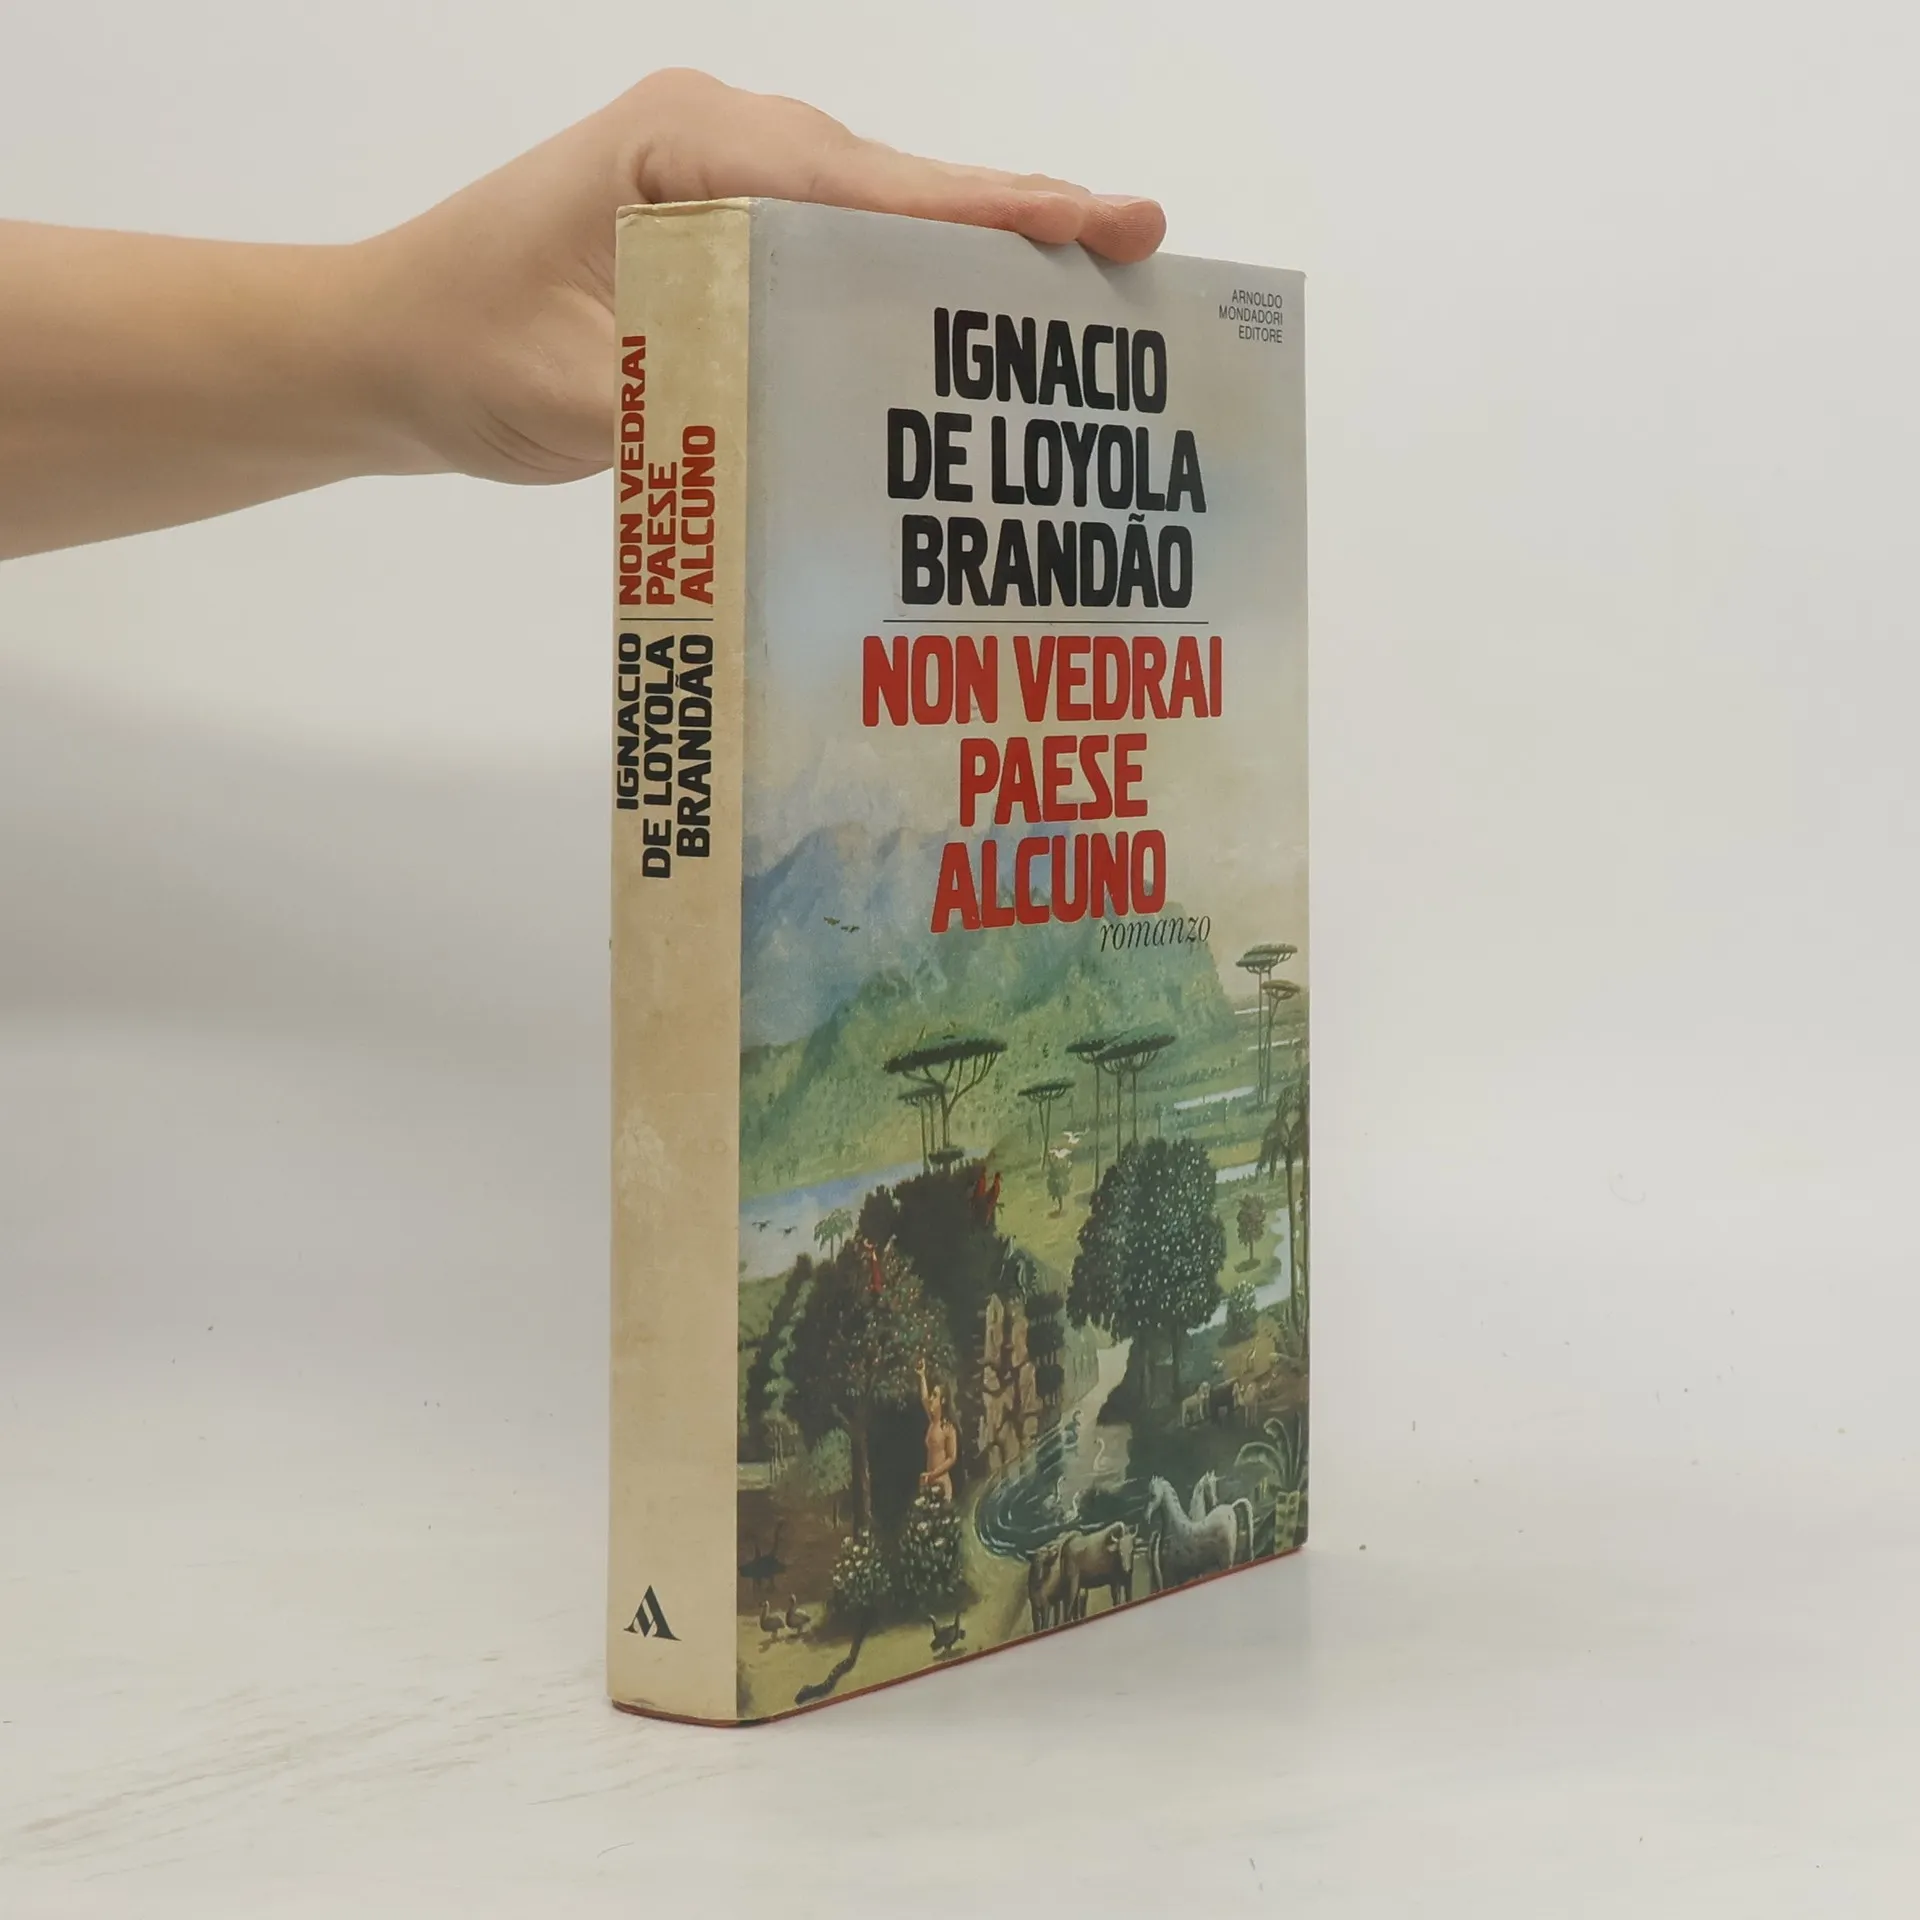 NON VEDRAI
PAESE
ALCUNO
IGNACIO
DE LOYOLA
BRANDÃO
ARNOLDO
MONDADORI
EDITORE
IGNACIO
DE LOYOLA
BRANDÃO
NON VEDRAI
PAESE
ALCUNO
romanzo